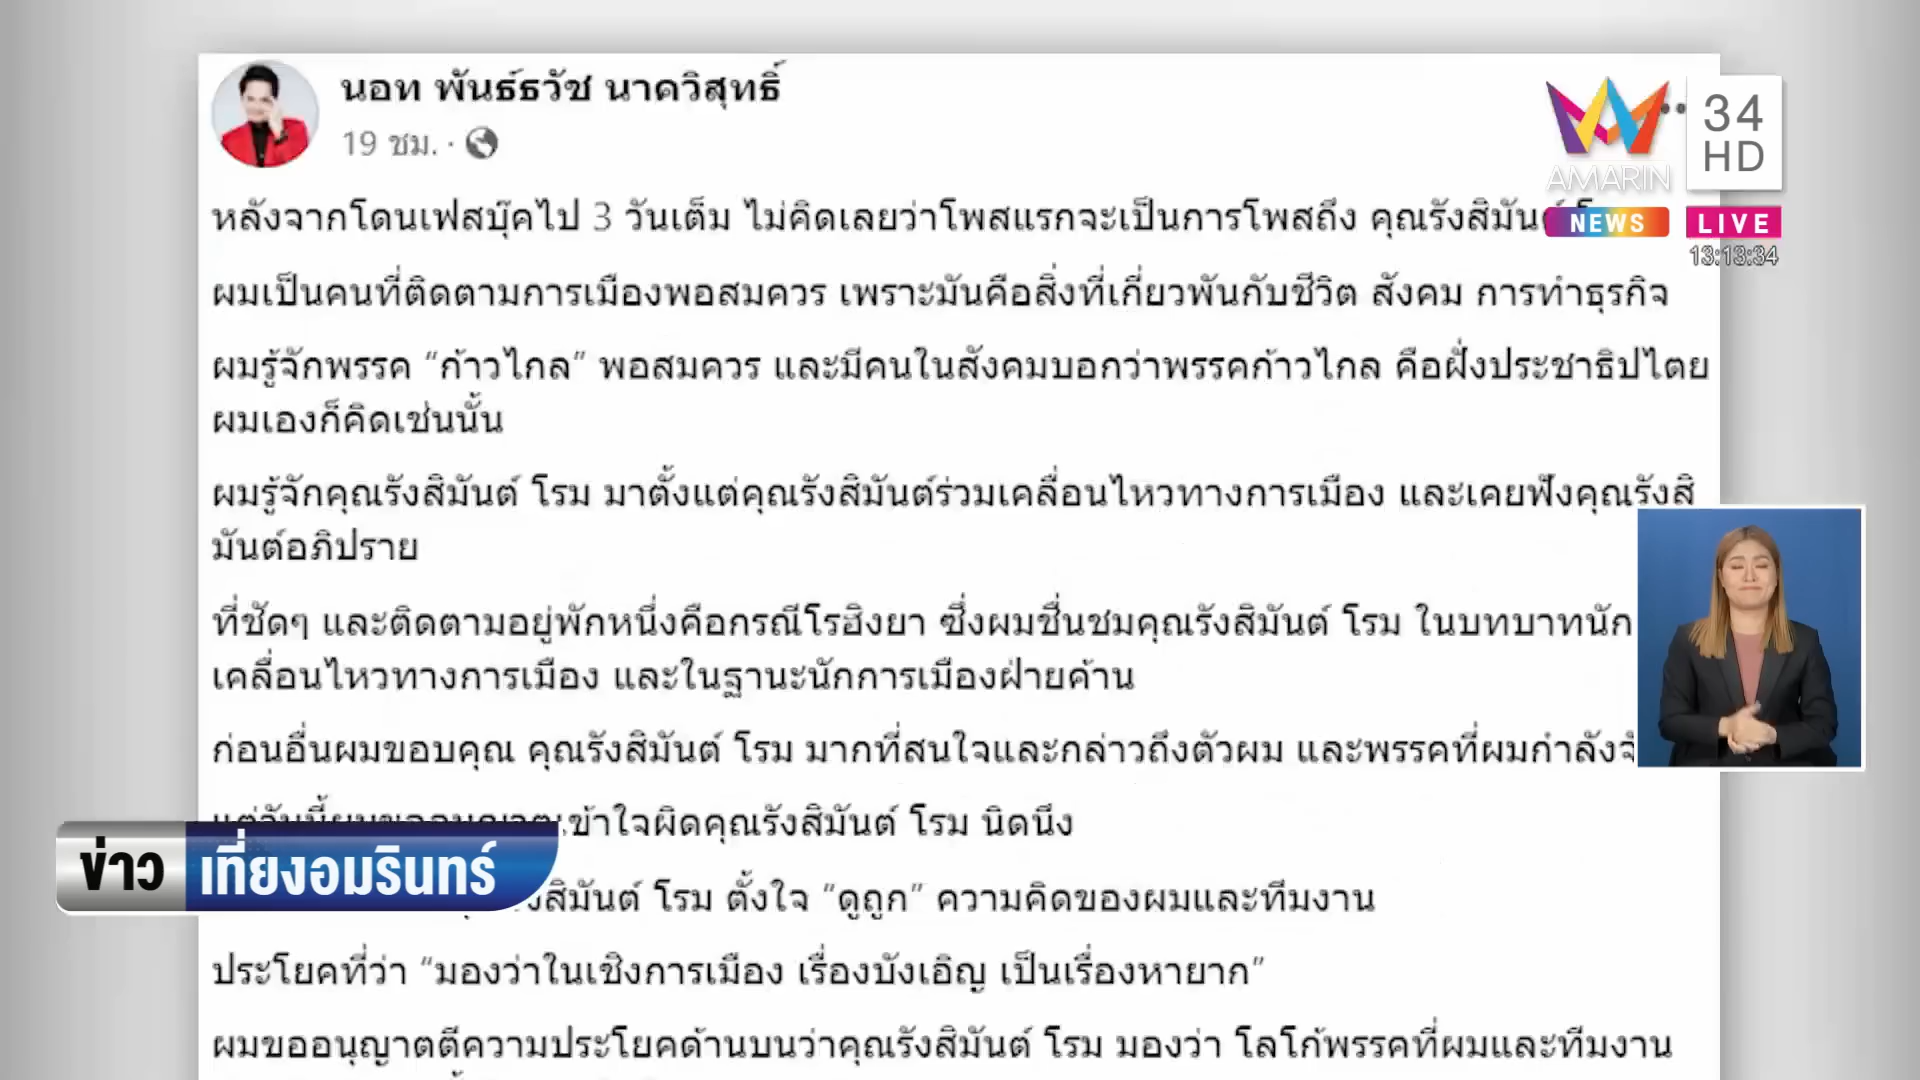 นอท พันธ์ธวัช นาควิสุทธิ์
19 ชม. ·
AMARIN
34
HD
NEWS
LIVE
13:13:34
หลังจากโดนเฟสบุ๊คไป 3 วันเต็ม ไม่คิดเลยว่าโพสแรกจะเป็นการโพสถึง คุณรังสิมันต์
ผมเป็นคนที่ติดตามการเมืองพอสมควร เพราะมันคือสิ่งที่เกี่ยวพันกับชีวิต สังคม การทำธุรกิจ
ผมรู้จักพรรค “ก้าวไกล” พอสมควร และมีคนในสังคมบอกว่าพรรคก้าวไกล คือฝั่งประชาธิปไตย
ผมเองก็คิดเช่นนั้น
ผมรู้จักคุณรังสิมันต์ โรม มาตั้งแต่คุณรังสิมันต์ร่วมเคลื่อนไหวทางการเมือง และเคยฟังคุณรังสิ
มันต์อภิปราย
ที่ชัดๆ และติดตามอยู่พักหนึ่งคือกรณีโรฮิงยา ซึ่งผมชื่นชมคุณรังสิมันต์ โรม ในบทบาทนัก
เคลื่อนไหวทางการเมือง และในฐานะนักการเมืองฝ่ายค้าน
ก่อนอื่นผมขอบคุณ คุณรังสิมันต์ โรม มากที่สนใจและกล่าวถึงตัวผม และพรรคที่ผมกำลัง
เข้าใจผิดคุณรังสิมันต์ โรม นิดนึง
ข่าว เที่ยงอมรินทร์
สิมันต์ โรม ตั้งใจ “ดูถูก” ความคิดของผมและทีมงาน
ประโยคที่ว่า “มองว่าในเชิงการเมือง เรื่องบังเอิญ เป็นเรื่องหายาก”
ผมขออนุญาตตีความประโยคด้านบนว่าคุณรังสิมันต์ โรม มองว่า โลโก้พรรคที่ผมและทีมงาน